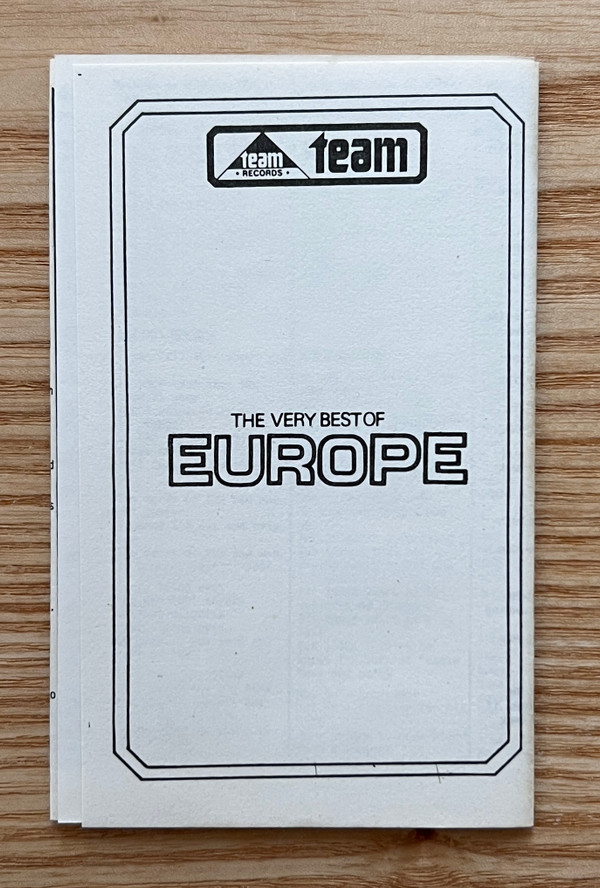 team
• RECORDS •
team
THE VERY BEST OF
EUROPE
n
d
s
o